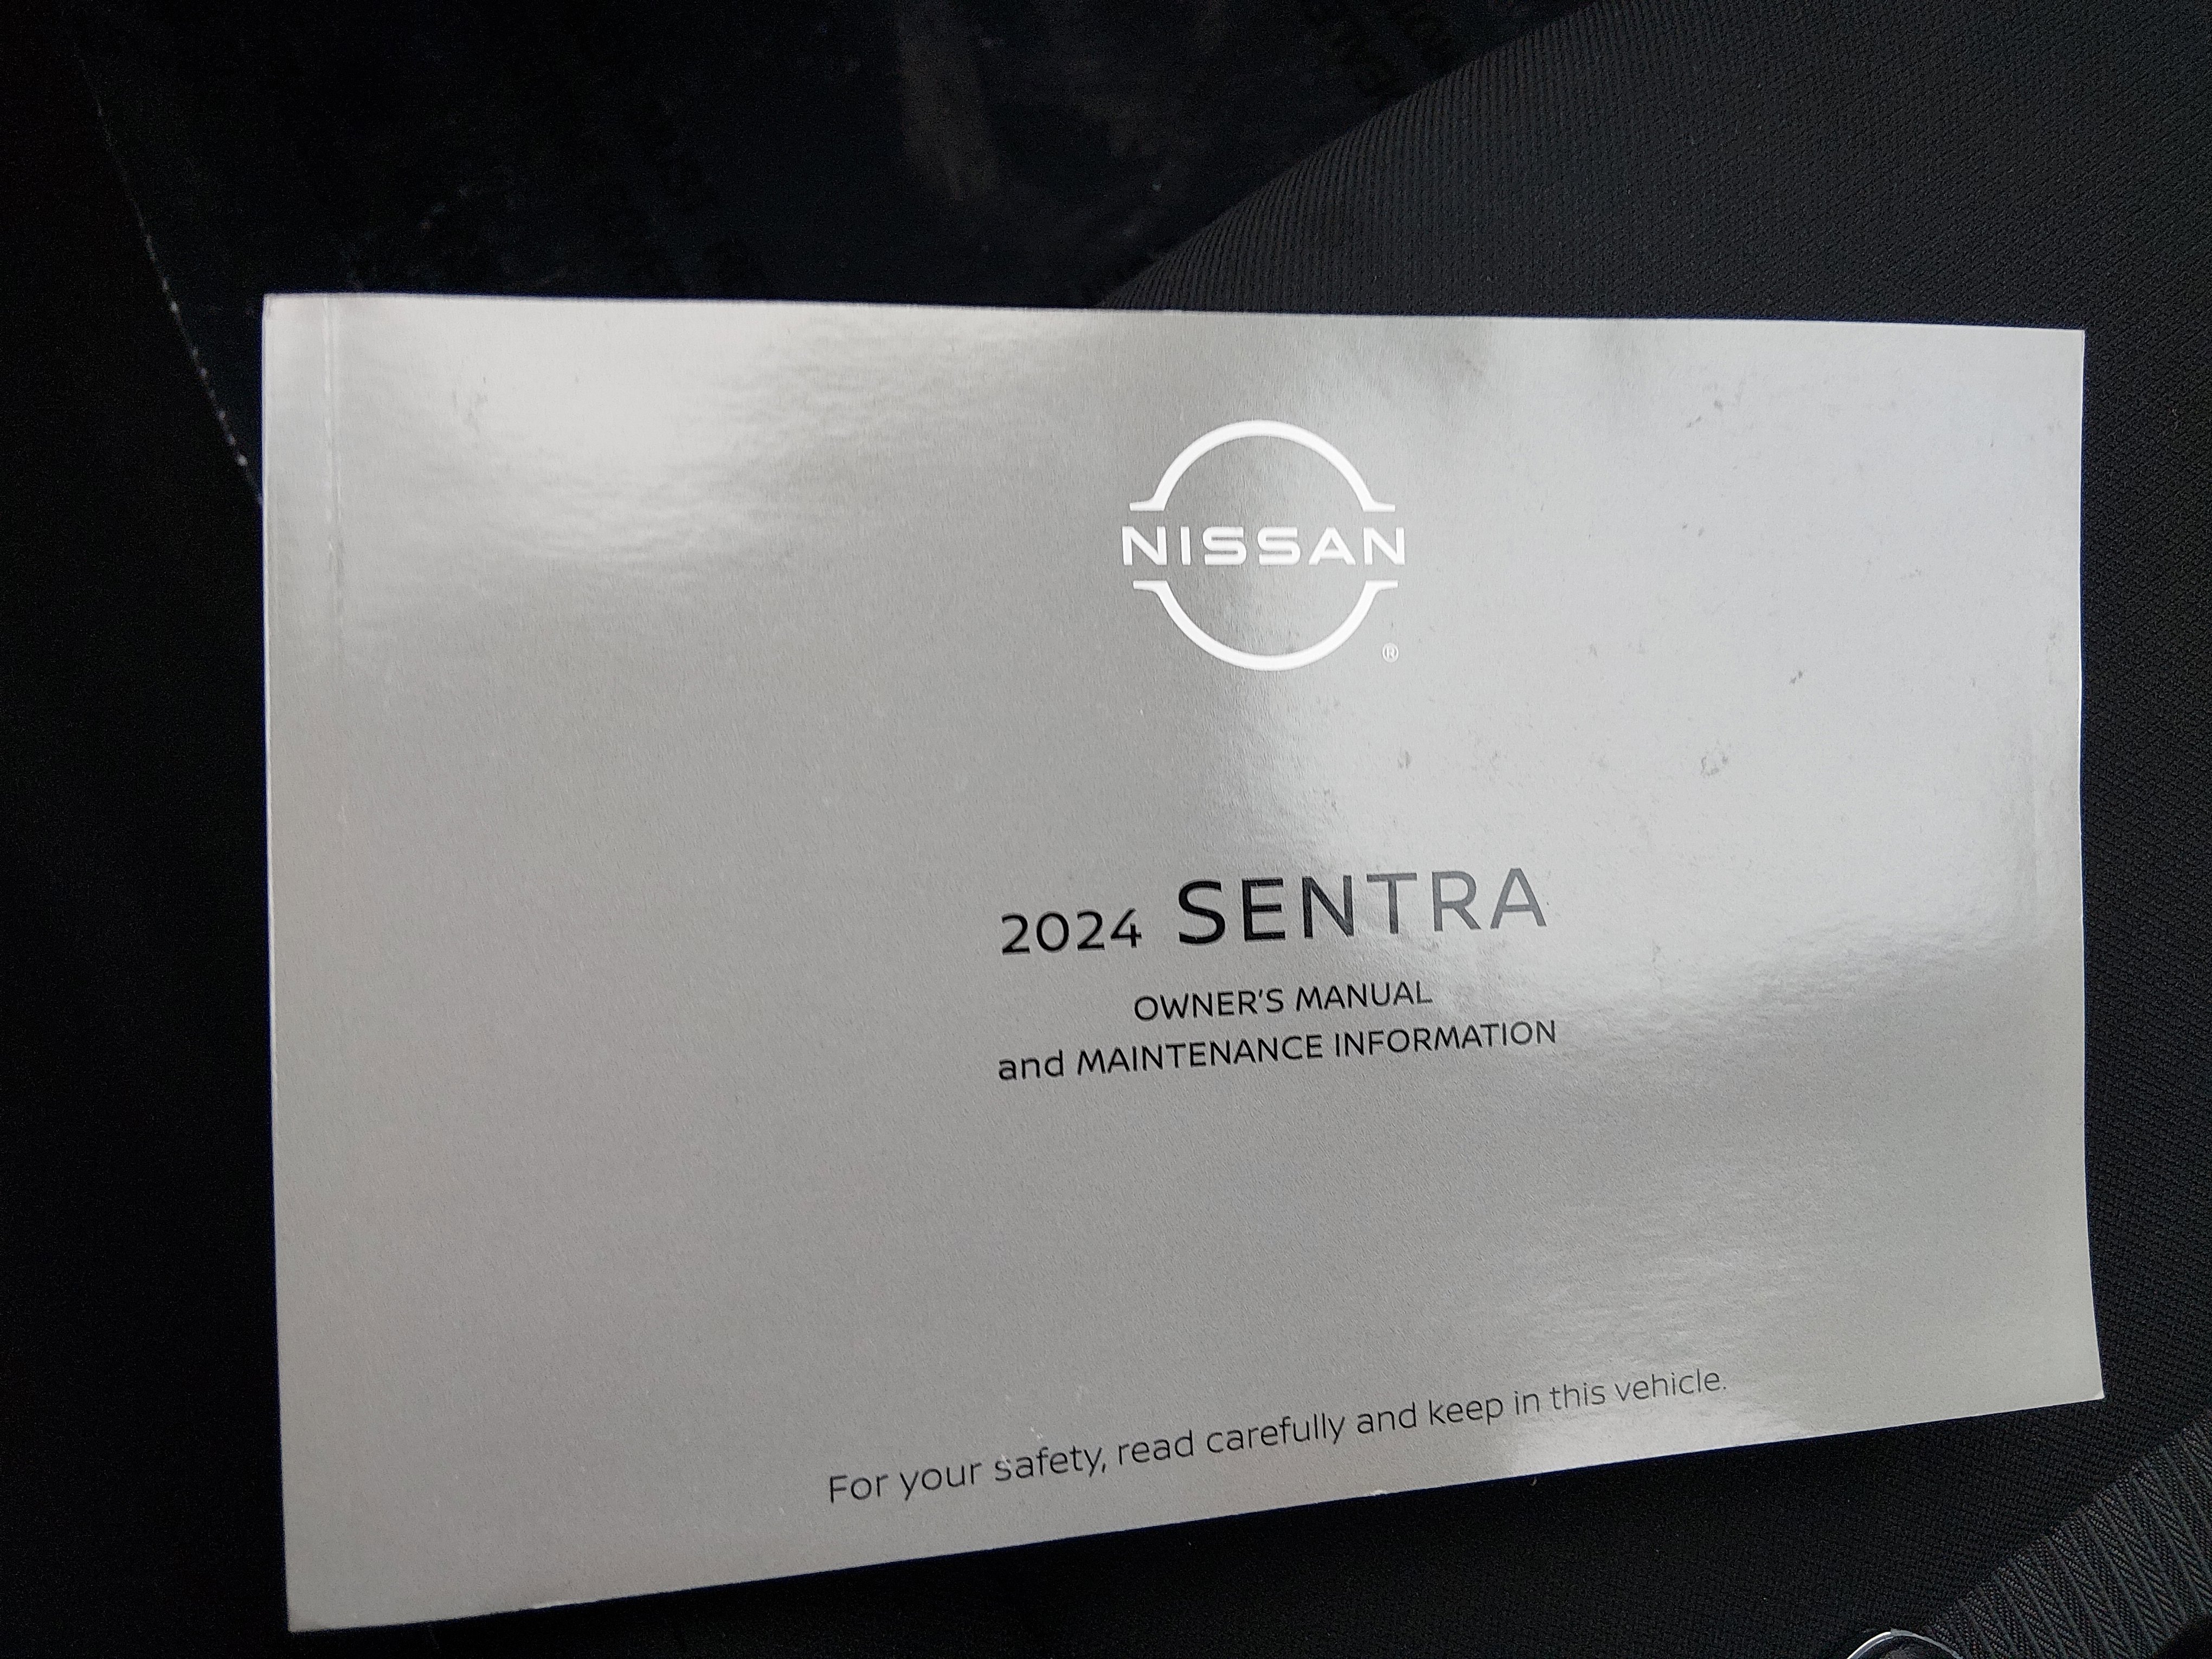 NISSAN
®
2024 SENTRA
OWNER'S MANUAL
and MAINTENANCE INFORMATION
For your safety, read carefully and keep in this vehicle.